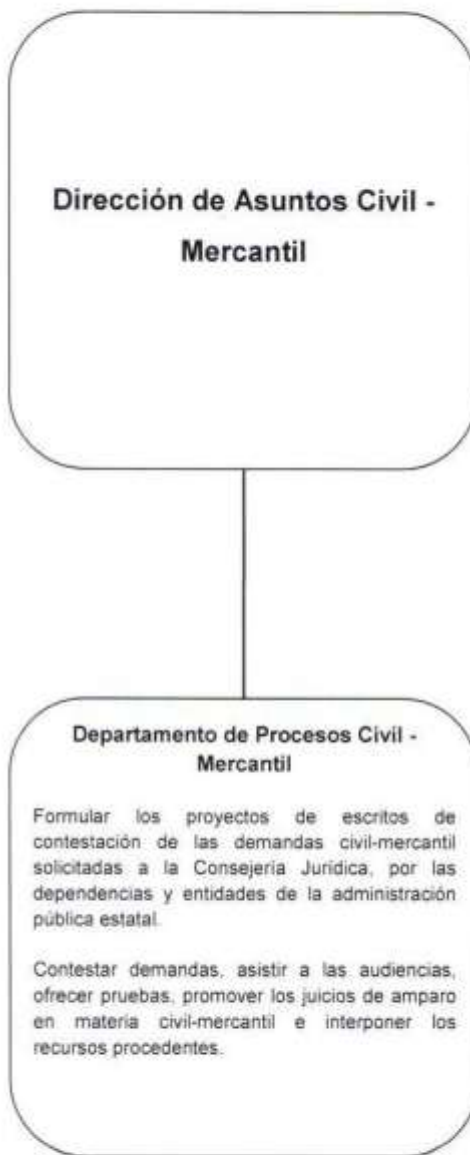 Dirección de Asuntos Civil -
Mercantil
Departamento de Procesos Civil -
Mercantil
Formular los proyectos de escritos de
contestación de las demandas civil-mercantil
solicitadas a la Consejería Jurídica, por las
dependencias y entidades de la administración
pública estatal.
Contestar demandas, asistir a las audiencias,
ofrecer pruebas, promover los juicios de amparo
en materia civil-mercantil e interponer los
recursos procedentes.